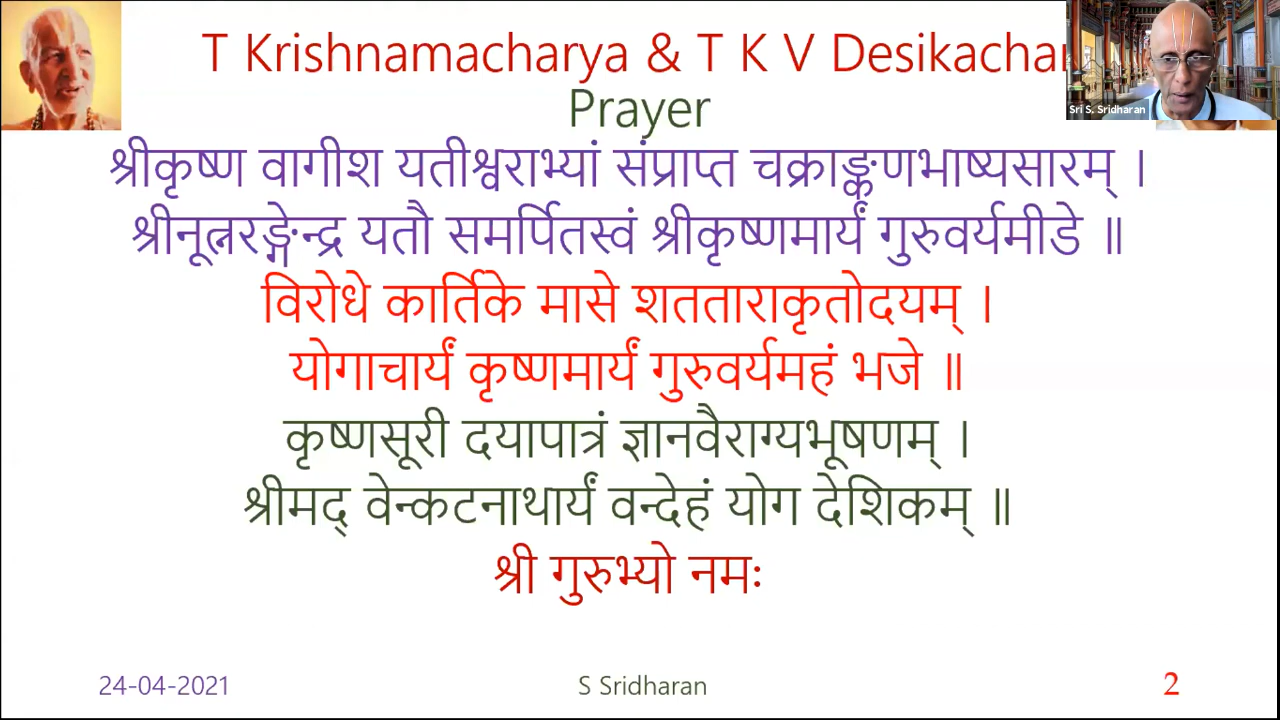 T Krishnamacharya & T K V Desikachar
Sri S. Sridharan
Prayer
श्रीकृष्ण वागीश यतीश्वराभ्यां संप्राप्त चक्राङ्कणभाष्यसारम् ।
श्रीनूत्नरङ्गेन्द्र यतौ समर्पितस्वं श्रीकृष्णमार्यं गुरुवर्यमीडे ॥
विरोधे कार्तिके मासे शतताराकृतोदयम् ।
योगाचार्यं कृष्णमार्यं गुरुवर्यमहं भजे ॥
कृष्णसूरी दयापात्रं ज्ञानवैराग्यभूषणम् ।
श्रीमद् वेन्कटनाथार्यं वन्देहं योग देशिकम् ॥
श्री गुरुभ्यो नमः
24-04-2021 S Sridharan 2